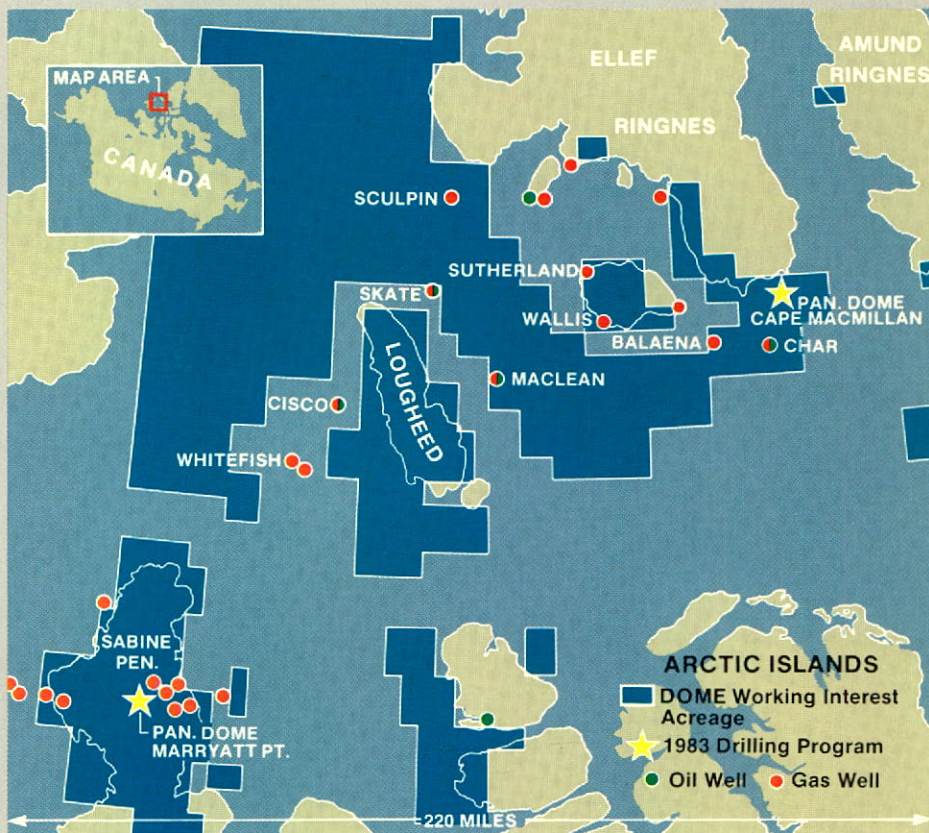 MAP AREA
CANADA
ELLEF
RINGNES
AMUND
RINGNES
SCULPIN
SUTHERLAND
SKATE
WALLIS
PAN. DOME
CAPE MACMILLAN
BALAENA
CHAR
LOUGHEED
MACLEAN
CISCO
WHITEFISH
SABINE
PEN.
PAN. DOME
MARRYATT PT.
ARCTIC ISLANDS
DOME Working Interest
Acreage
1983 Drilling Program
Oil Well
Gas Well
220 MILES